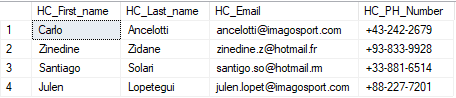 HC_First_name HC_Last_name HC_Email HC_PH_Number
1 Carlo Ancelotti ancelotti@imagosport.com +43-242-2679
2 Zinedine Zidane zinedine.z@hotmail.fr +93-833-9928
3 Santiago Solari santigo.so@hotmail.rm +33-881-6514
4 Julen Lopetegui julen.lopet@imagosport.com +88-227-7201